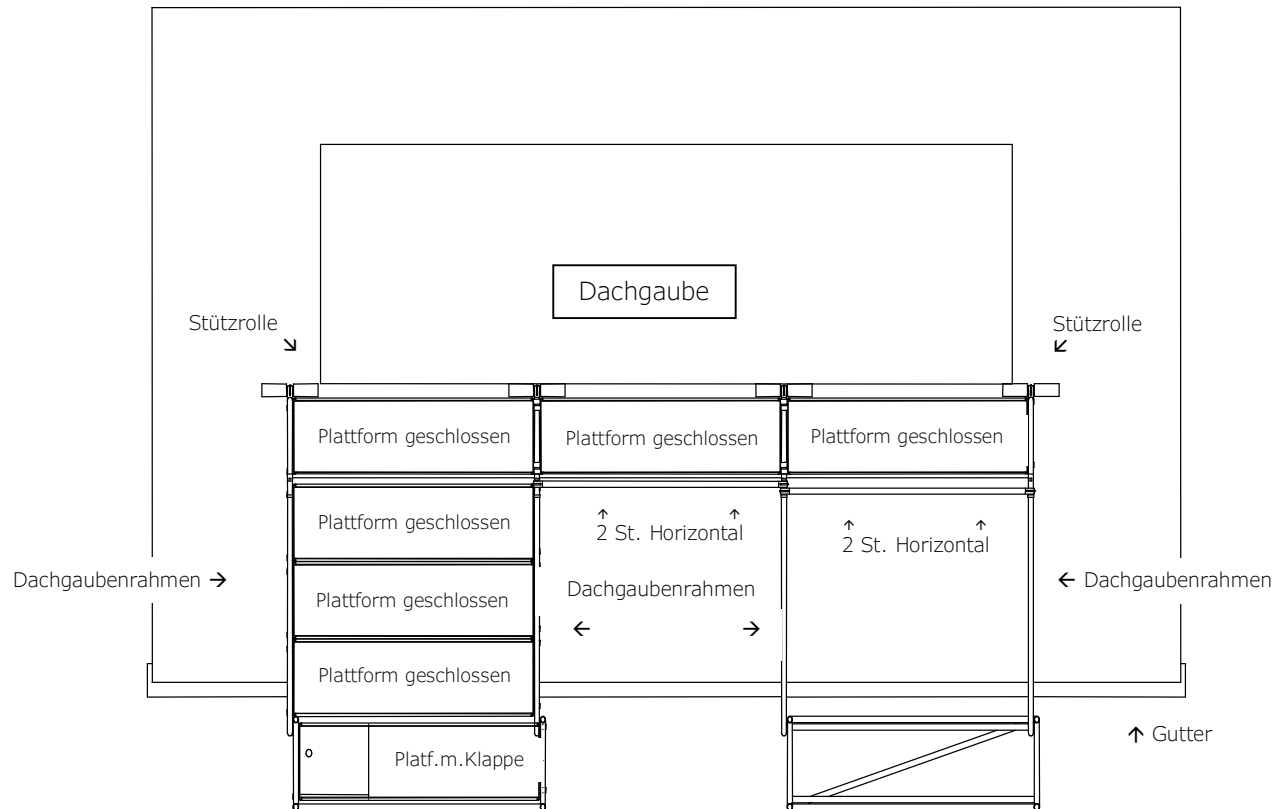 Dachgaube
Stützrolle
Stützrolle
Plattform geschlossen
Plattform geschlossen
Plattform geschlossen
Plattform geschlossen
2 St. Horizontal
2 St. Horizontal
Dachgaubenrahmen →
Plattform geschlossen
Dachgaubenrahmen
← Dachgaubenrahmen
Plattform geschlossen
↑ Gutter
Platf.m.Klappe